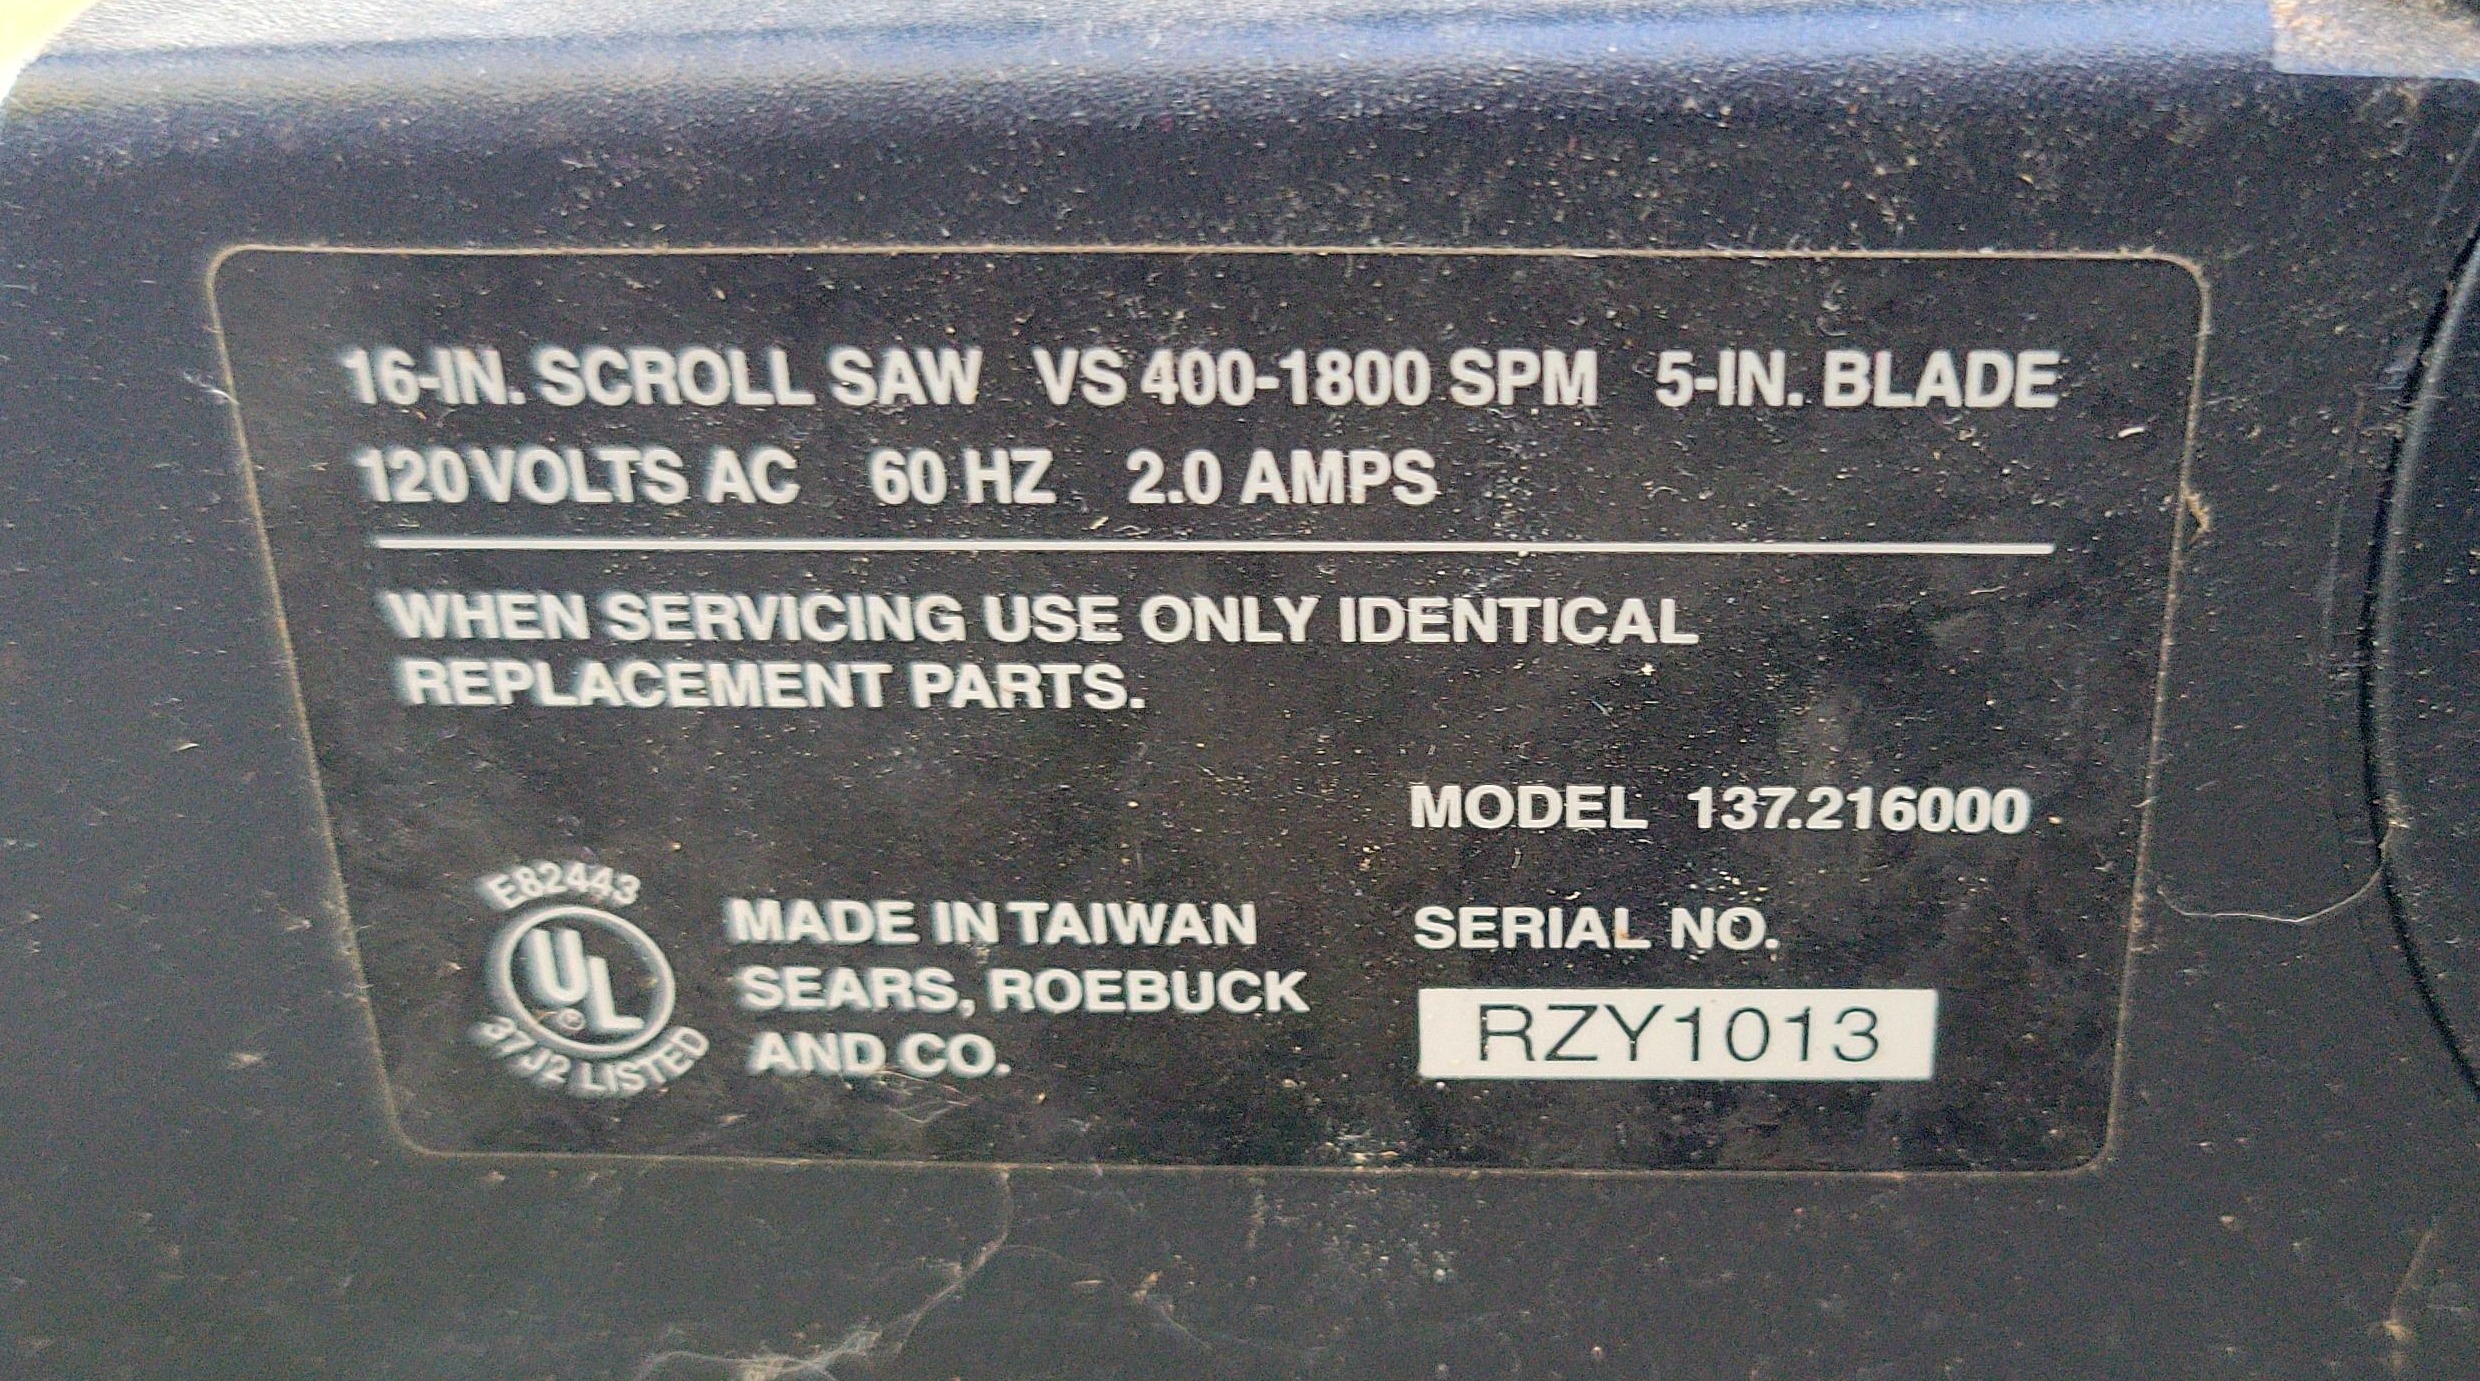 16-IN. SCROLL SAW VS 400-1800 SPM 5-IN. BLADE
120 VOLTS AC 60 HZ 2.0 AMPS
WHEN SERVICING USE ONLY IDENTICAL
REPLACEMENT PARTS.
MODEL 137.216000
E82443
UL
37J2 LISTED
MADE IN TAIWAN
SEARS, ROEBUCK
AND CO.
SERIAL NO.
RZY1013